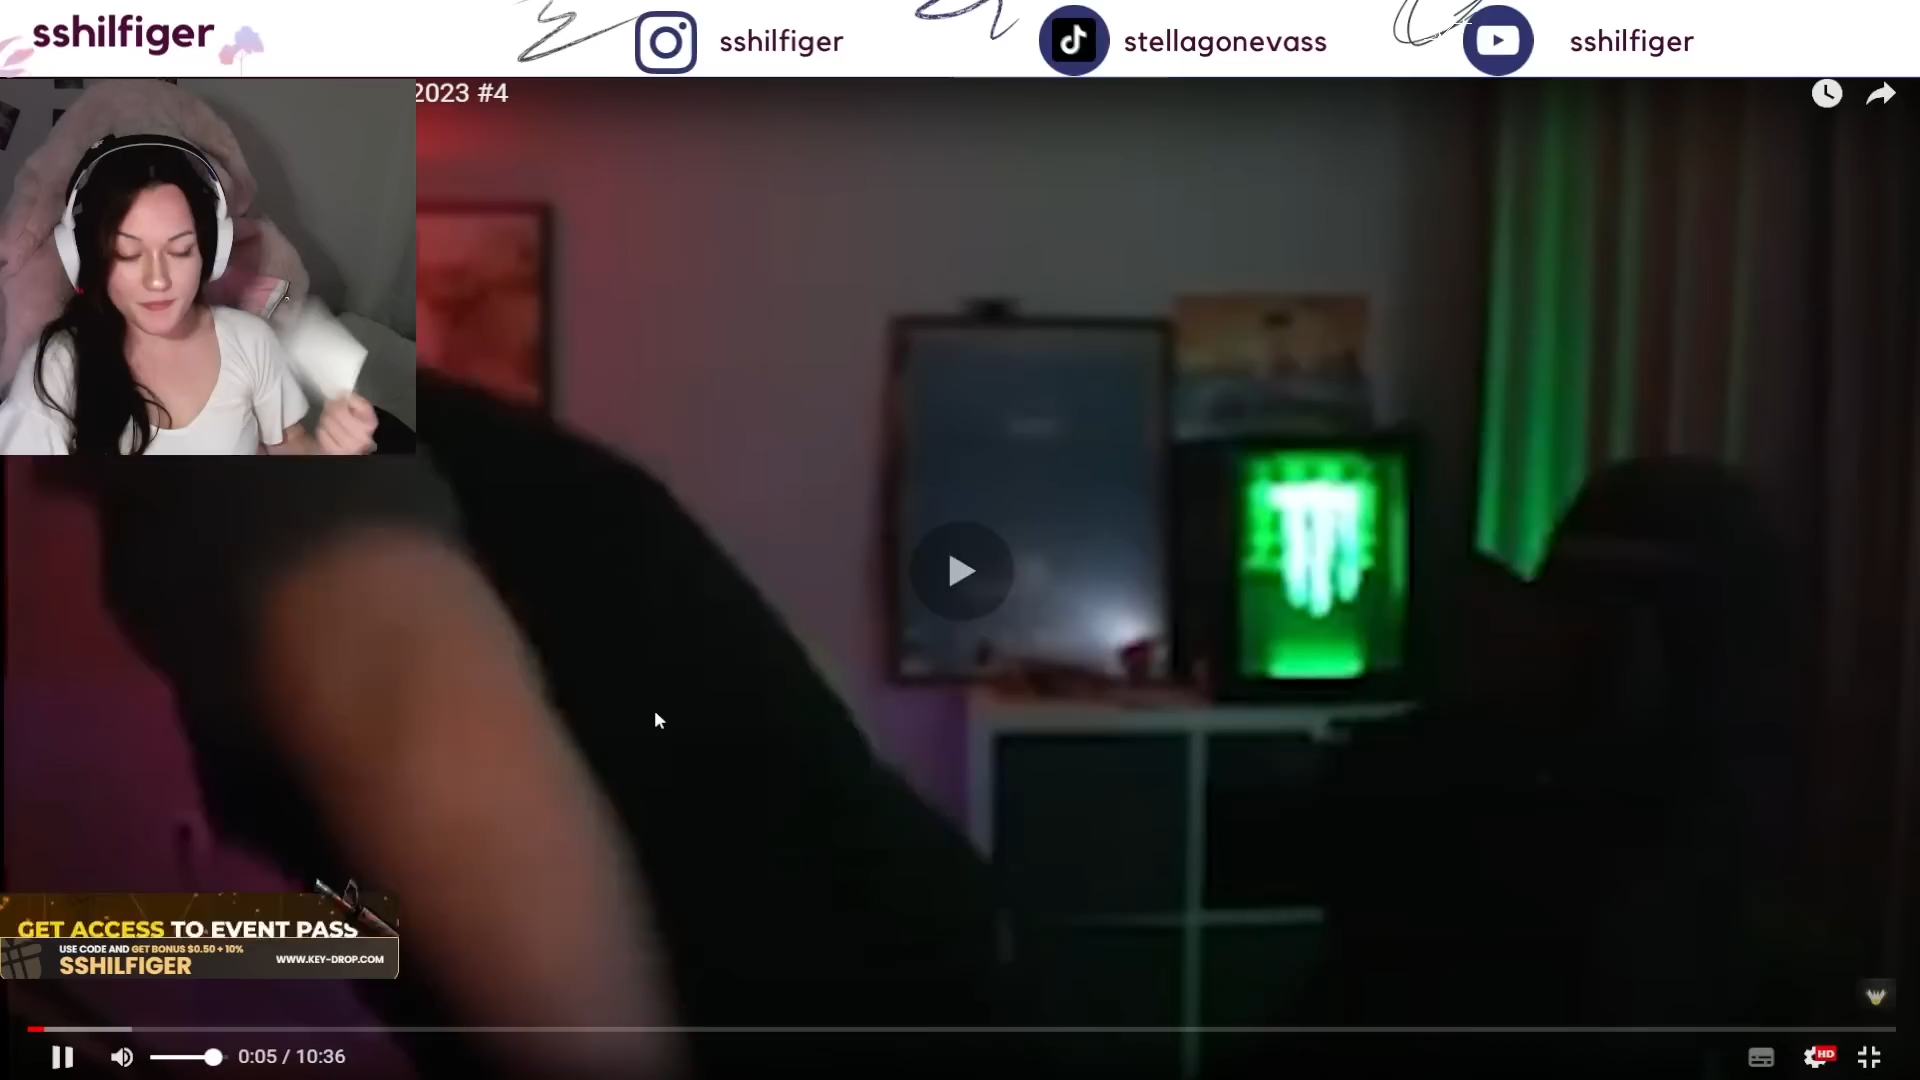 sshilfiger
sshilfiger
stellagonevass
sshilfiger
2023 #4
GET ACCESS TO EVENT PASS
USE CODE AND GET BONUS $0.50 + 10%
SSHILFIGER
WWW.KEY-DROP.COM
0:05 / 10:36
HD